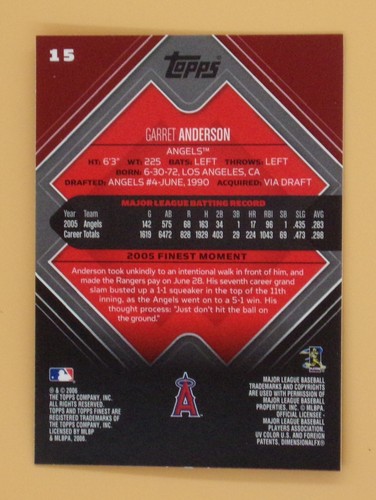 15
Topps
GARRET ANDERSON
ANGELS™
HT: 6'3" WT: 225 BATS: LEFT THROWS: LEFT
BORN: 6-30-72, LOS ANGELES, CA
DRAFTED: ANGELS #4-JUNE, 1990 ACQUIRED: VIA DRAFT
MAJOR LEAGUE BATTING RECORD
Year Team G AB R H 2B 3B HR RBI SB SLG AVG
2005 Angels 142 575 68 163 34 1 17 96 1 .435 .283
Career Totals 1619 6472 828 1929 403 29 224 1043 69 .473 .298
2005 FINEST MOMENT
Anderson took unkindly to an intentional walk in front of him, and
made the Rangers pay on June 28. His seventh career grand
slam busted up a 1-1 squeaker in the top of the 11th
inning, as the Angels went on to a 5-1 win. His
thought process: "Just don't hit the ball on
the ground."
® & © 2006
THE TOPPS COMPANY, INC.
ALL RIGHTS RESERVED.
TOPPS AND TOPPS FINEST ARE
REGISTERED TRADEMARKS OF
THE TOPPS COMPANY, INC.
LICENSED BY MLBP
& MLBPA, 2006.
A
MAJOR LEAGUE BASEBALL
TRADEMARKS AND COPYRIGHTS
ARE USED WITH PERMISSION OF
MAJOR LEAGUE BASEBALL
PROPERTIES, INC. © MLBPA,
OFFICIAL LICENSEE -
MAJOR LEAGUE BASEBALL
PLAYERS ASSOCIATION.
UV COLOR U.S. AND FOREIGN
PATENTS, DIMENSIONALFX®